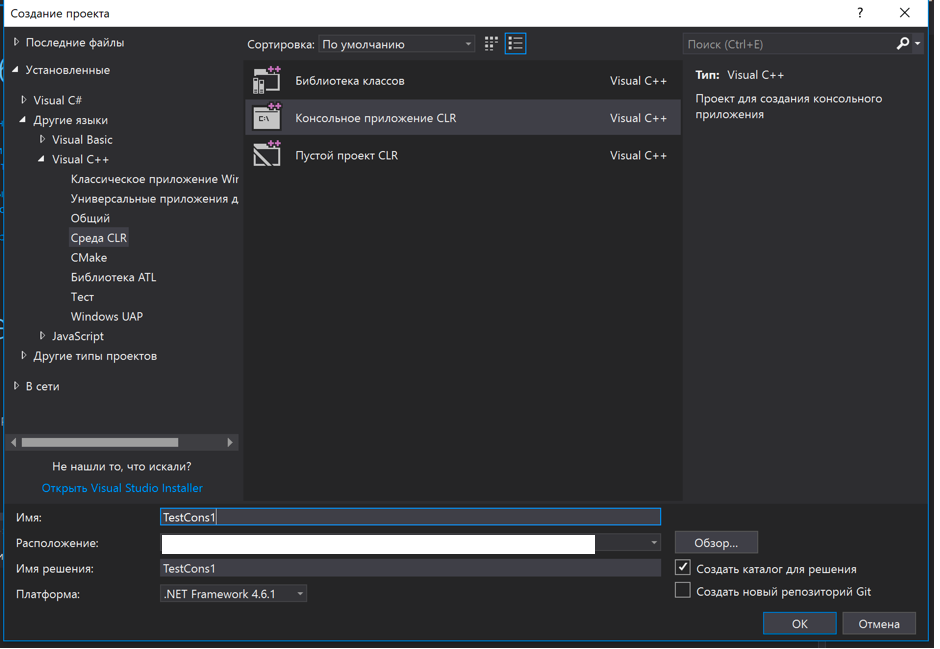 Создание проекта
?
Последние файлы
Установленные
Visual C#
Другие языки
Visual Basic
Visual C++
Классическое приложение Wir
Универсальные приложения д
Общий
Среда CLR
CMake
Библиотека ATL
Тест
Windows UAP
JavaScript
Другие типы проектов
В сети
Не нашли то, что искали?
Открыть Visual Studio Installer
Сортировка: По умолчанию
Библиотека классов Visual C++
Консольное приложение CLR Visual C++
Пустой проект CLR Visual C++
Поиск (Ctrl+E)
Тип: Visual C++
Проект для создания консольного
приложения
Имя: TestCons1
Расположение: Обзор...
Имя решения: TestCons1
Создать каталог для решения
Платформа: .NET Framework 4.6.1
Создать новый репозиторий Git
OK Отмена